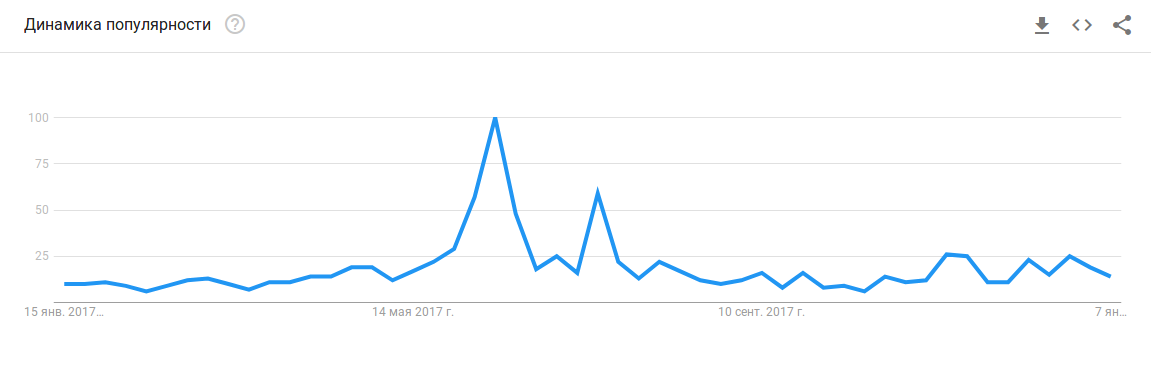 Динамика популярности
100
75
50
25
15 янв. 2017…
14 мая 2017 г.
10 сент. 2017 г.
7 ян…